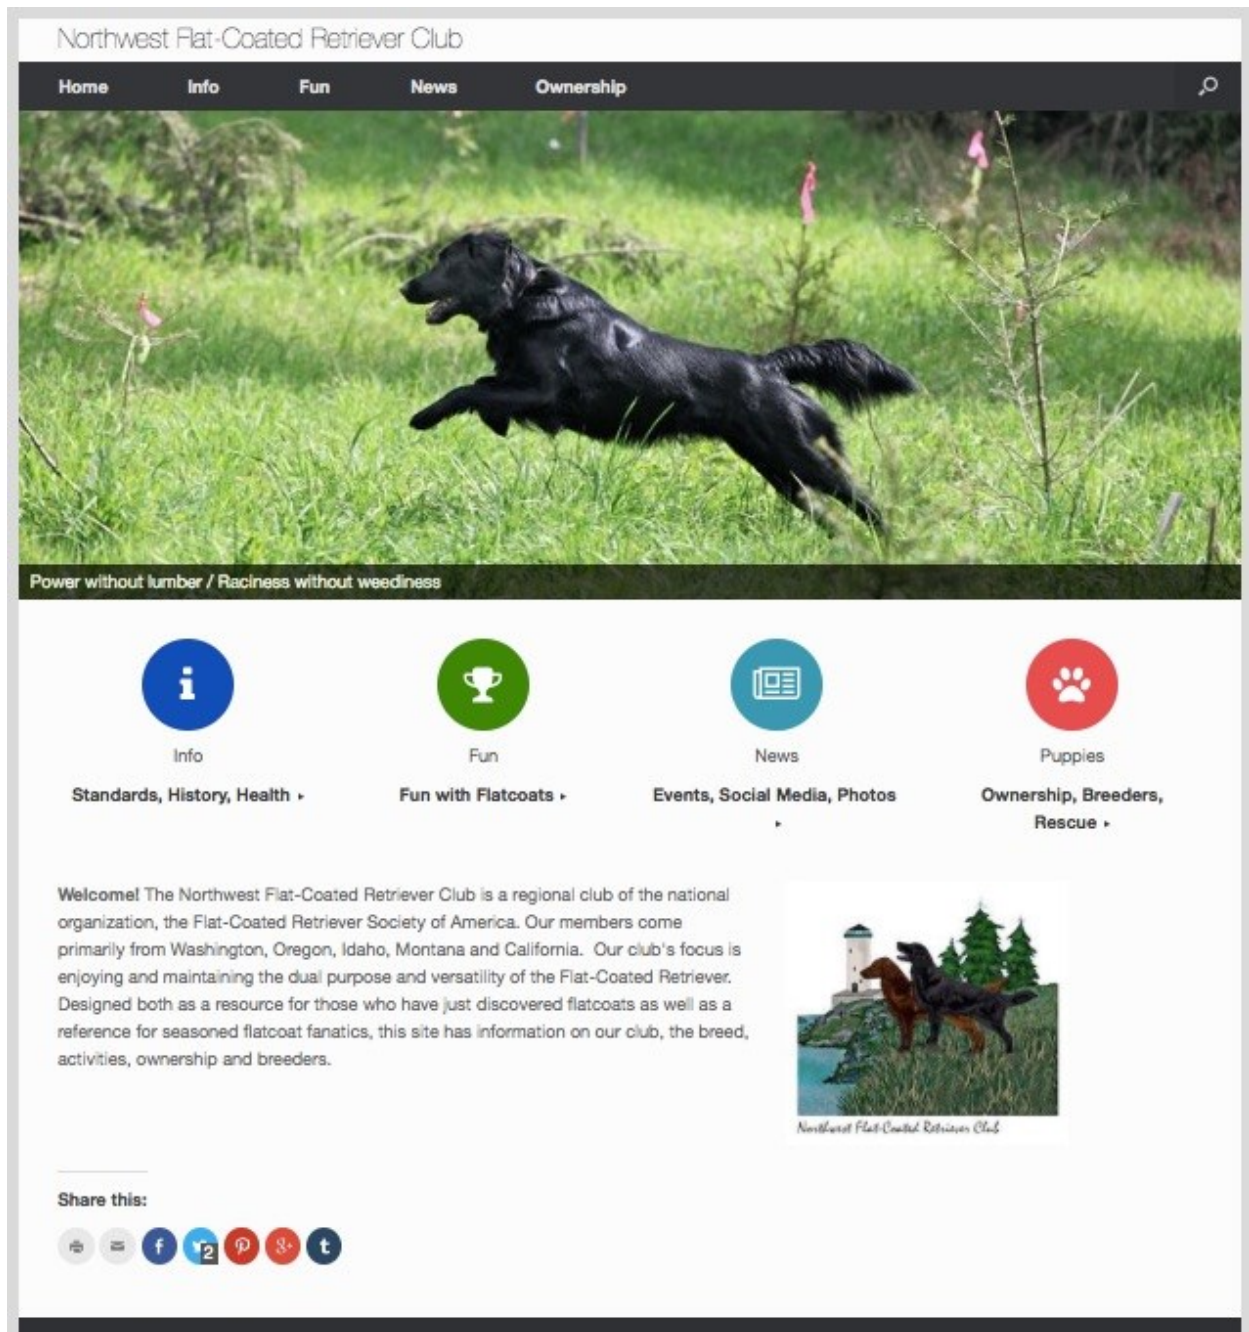 Northwest Flat-Coated Retriever Club
Home Info Fun News Ownership
Power without lumber / Raciness without weediness
Info
Fun
News
Puppies
Standards, History, Health
Fun with Flatcoats
Events, Social Media, Photos
Ownership, Breeders,
Rescue
Welcome! The Northwest Flat-Coated Retriever Club is a regional club of the national
organization, the Flat-Coated Retriever Society of America. Our members come
primarily from Washington, Oregon, Idaho, Montana and California. Our club's focus is
enjoying and maintaining the dual purpose and versatility of the Flat-Coated Retriever.
Designed both as a resource for those who have just discovered flatcoats as well as a
reference for seasoned flatcoat fanatics, this site has information on our club, the breed,
activities, ownership and breeders.
Northwest Flat-Coated Retriever Club
Share this:
2